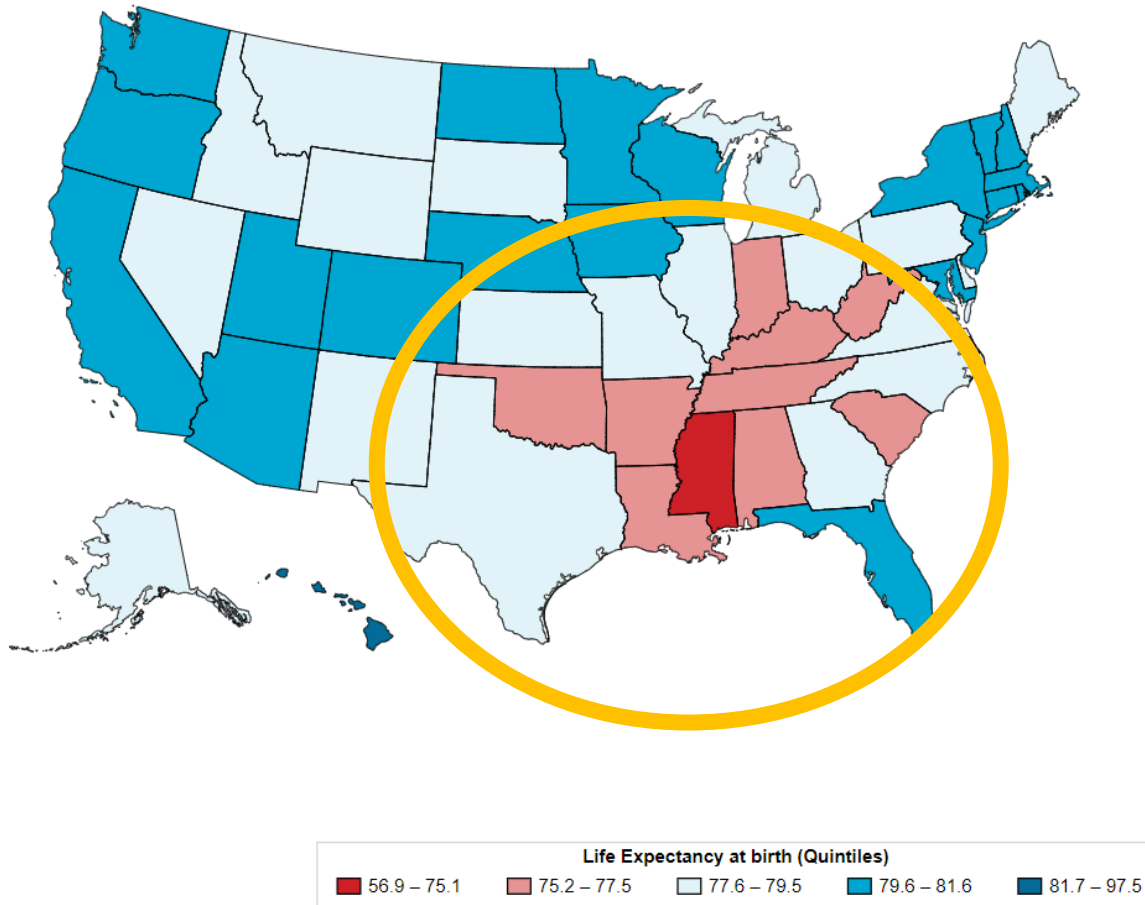 Life Expectancy at birth (Quintiles)
56.9 – 75.1 75.2 – 77.5 77.6 – 79.5 79.6 – 81.6 81.7 – 97.5